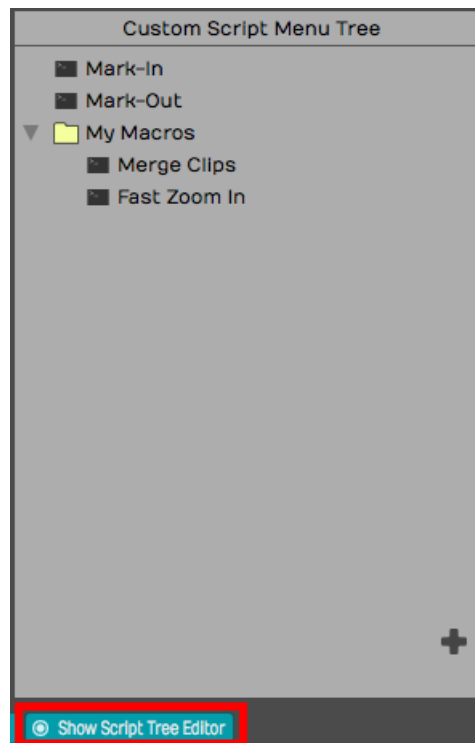 Custom Script Menu Tree
Mark-In
Mark-Out
My Macros
Merge Clips
Fast Zoom In
Show Script Tree Editor